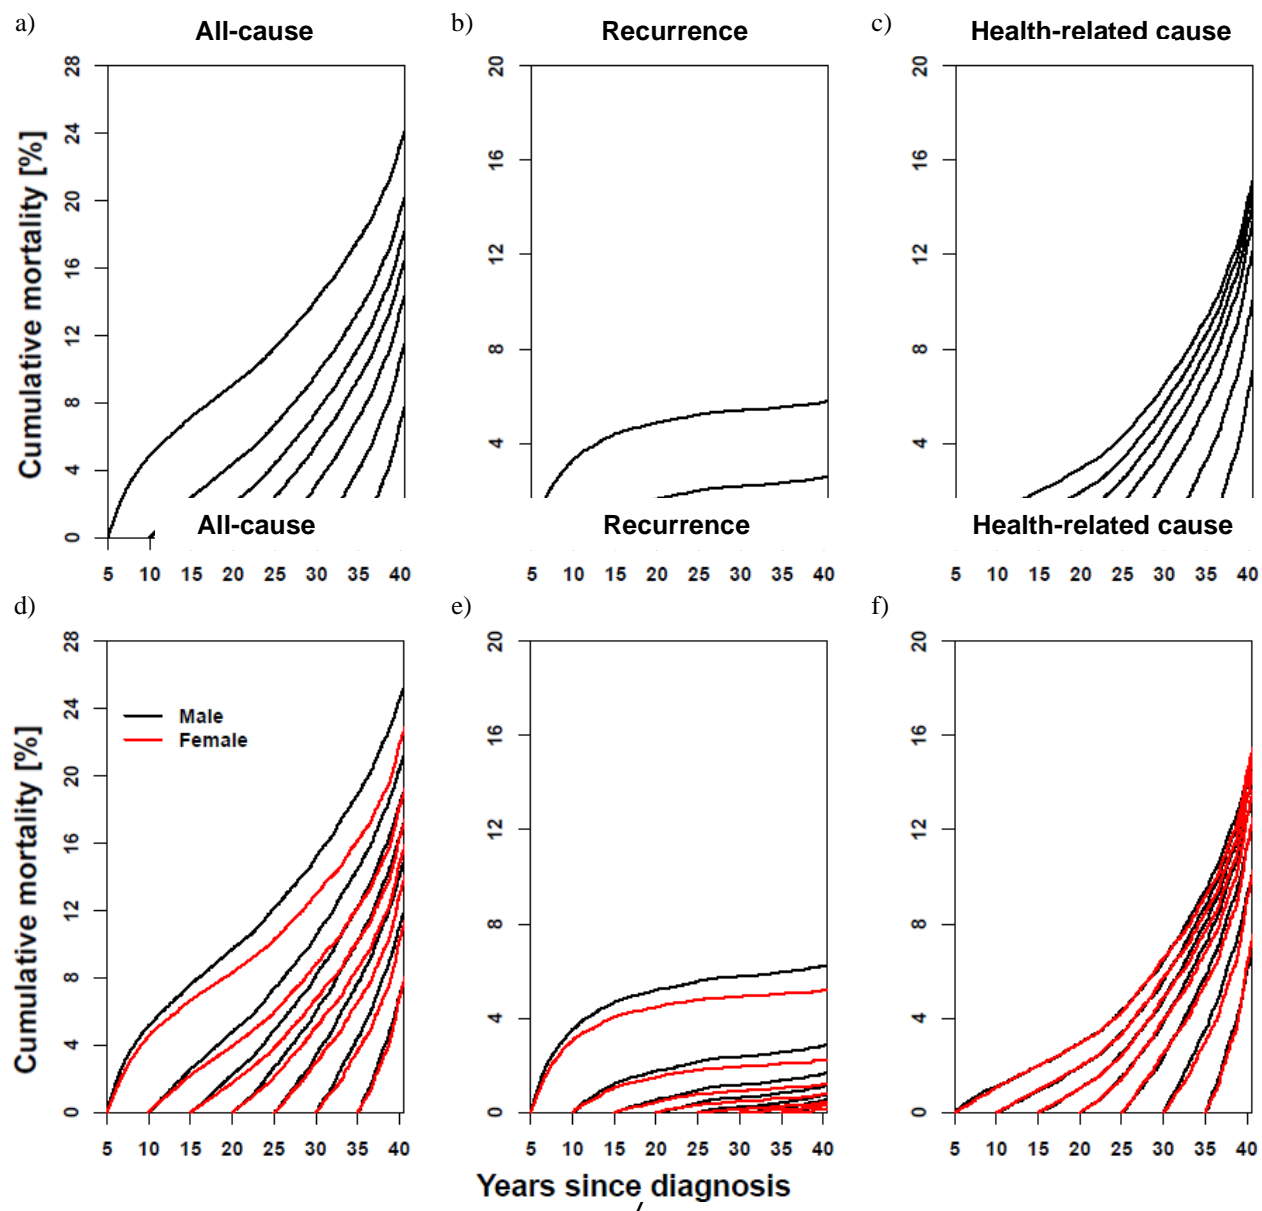 a) All-cause b) Recurrence c) Health-related cause
28 20 20
24
16 16
20
12 12
16
12
8 8
8
4 4
4
0
Cumulative mortality [%]
All-cause Recurrence Health-related cause
5 10 15 20 25 30 35 40 5 10 15 20 25 30 35 40 5 10 15 20 25 30 35 40
d) e) f)
28 20 20
24
16 16
20
12 12
16
12
8 8
8
4 4
4
0 0 0
Cumulative mortality [%]
Male
Female
5 10 15 20 25 30 35 40 5 10 15 20 25 30 35 40 5 10 15 20 25 30 35 40
Years since diagnosis